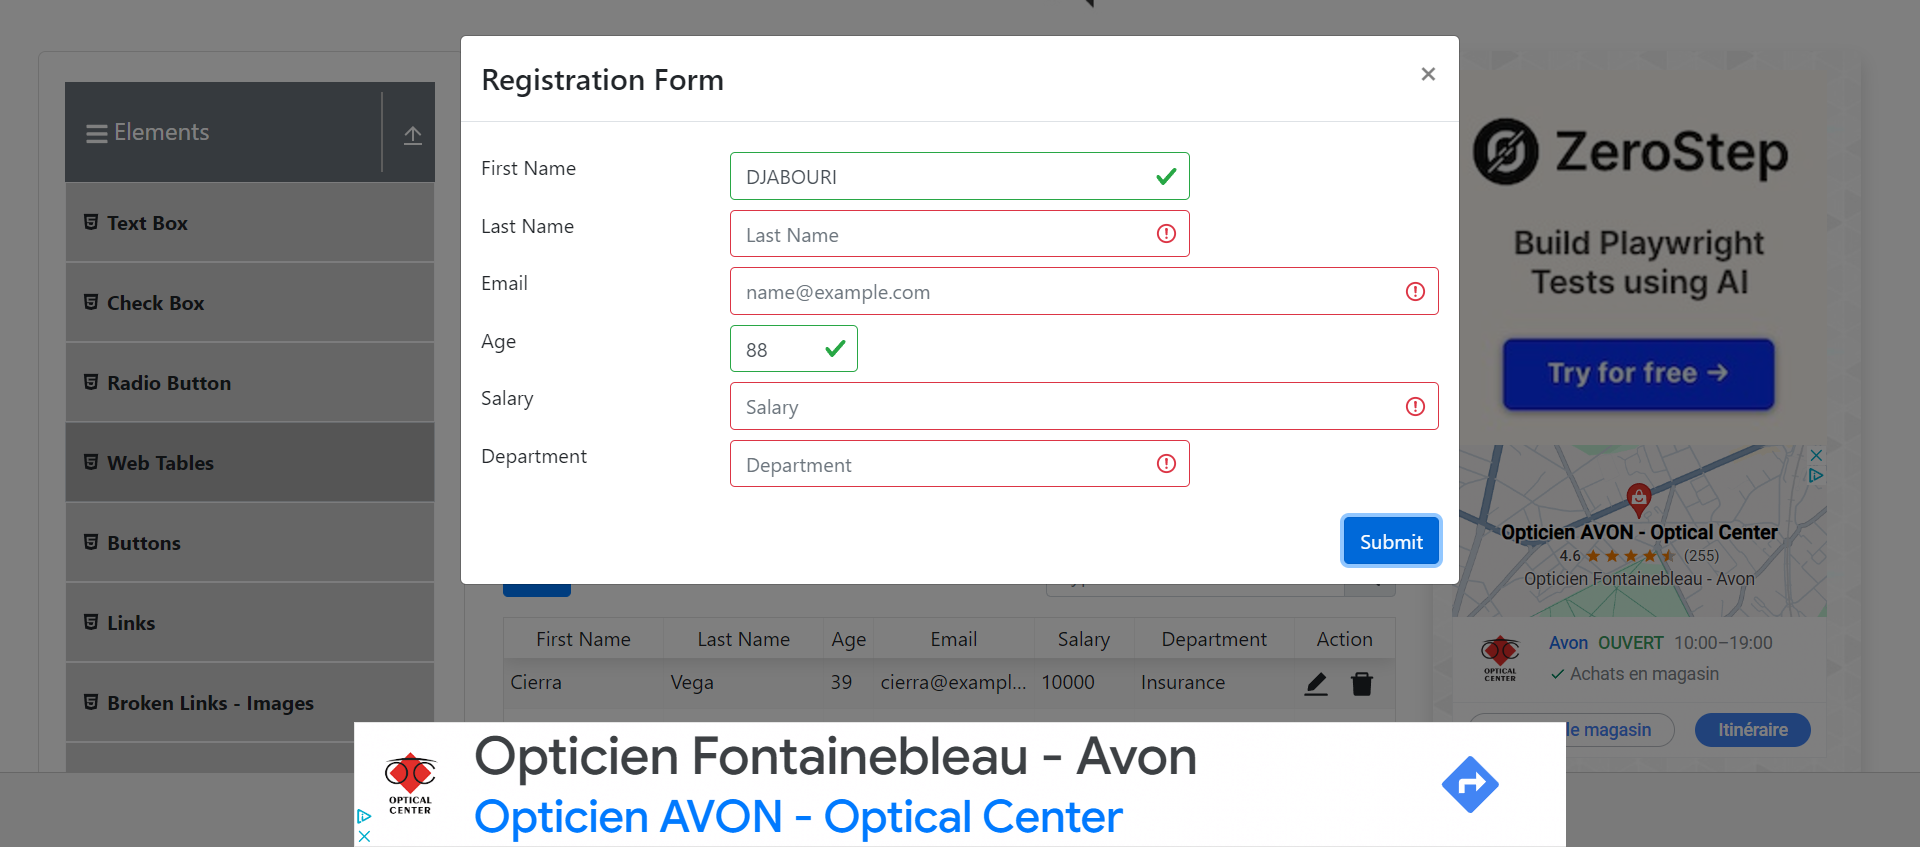 Registration Form
×
Elements
Text Box
Check Box
Radio Button
Web Tables
Buttons
Links
Broken Links - Images
First Name
DJABOURI
Last Name
Last Name
Email
name@example.com
Age
88
Salary
Salary
Department
Department
Submit
First Name Last Name Age Email Salary Department Action
Cierra Vega 39 cierra@exampl... 10000 Insurance
ZeroStep
Build Playwright
Tests using AI
Try for free →
Opticien AVON - Optical Center
4.6 (255)
Opticien Fontainebleau - Avon
OPTICAL
CENTER
Avon OUVERT 10:00–19:00
Achats en magasin
le magasin
Itinéraire
OPTICAL
CENTER
Opticien Fontainebleau - Avon
Opticien AVON - Optical Center